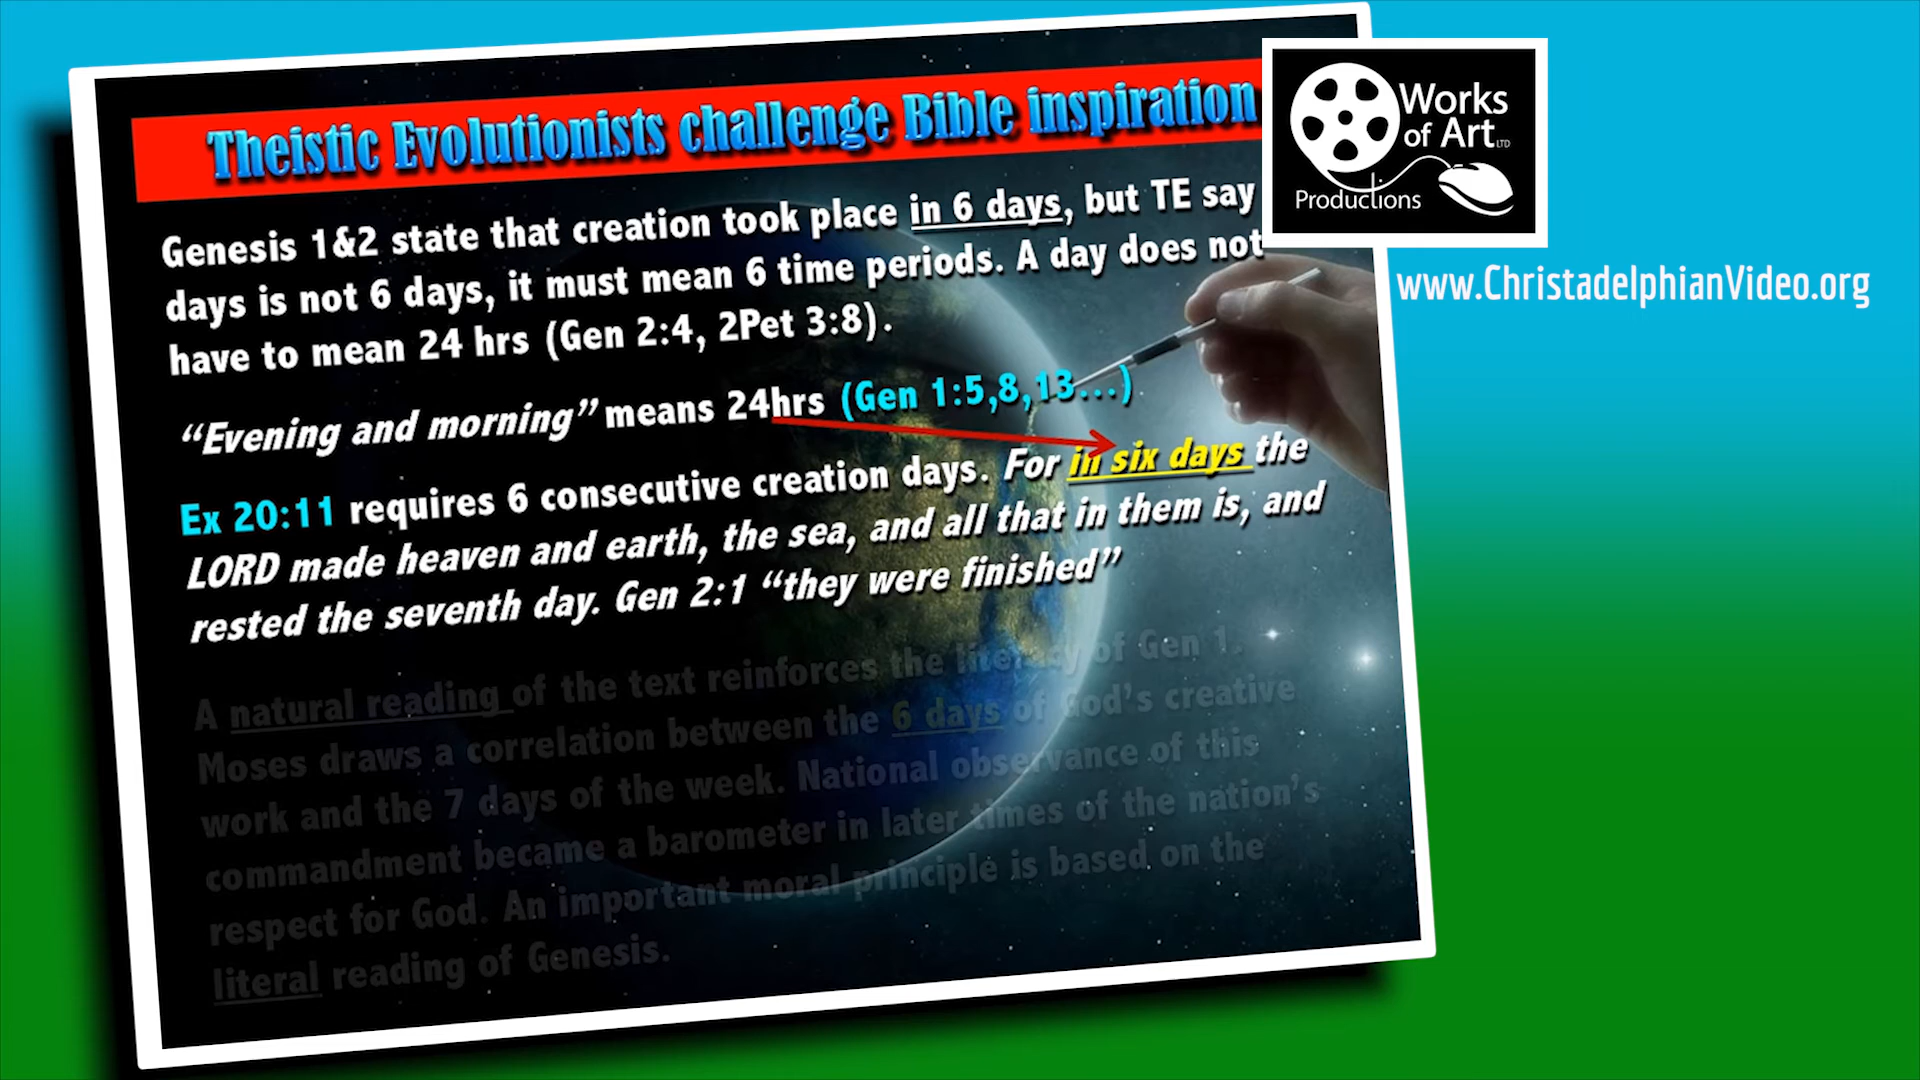 Theistic Evolutionists challenge Bible inspiration
Genesis 1&2 state that creation took place in 6 days, but TE say
days is not 6 days, it must mean 6 time periods. A day does not
have to mean 24 hrs (Gen 2:4, 2Pet 3:8).
“Evening and morning” means 24hrs (Gen 1:5,8,13...)
Ex 20:11 requires 6 consecutive creation days. For in six days the
LORD made heaven and earth, the sea, and all that in them is, and
rested the seventh day. Gen 2:1 “they were finished”
A natural reading of the text reinforces the literacy of Gen 1.
Moses draws a correlation between the 6 days of God's creative
work and the 7 days of the week. National observance of this
commandment became a barometer in later times of the nation's
respect for God. An important moral principle is based on the
literal reading of Genesis.
Works
of Art LTD
Productions
www.ChristadelphianVideo.org